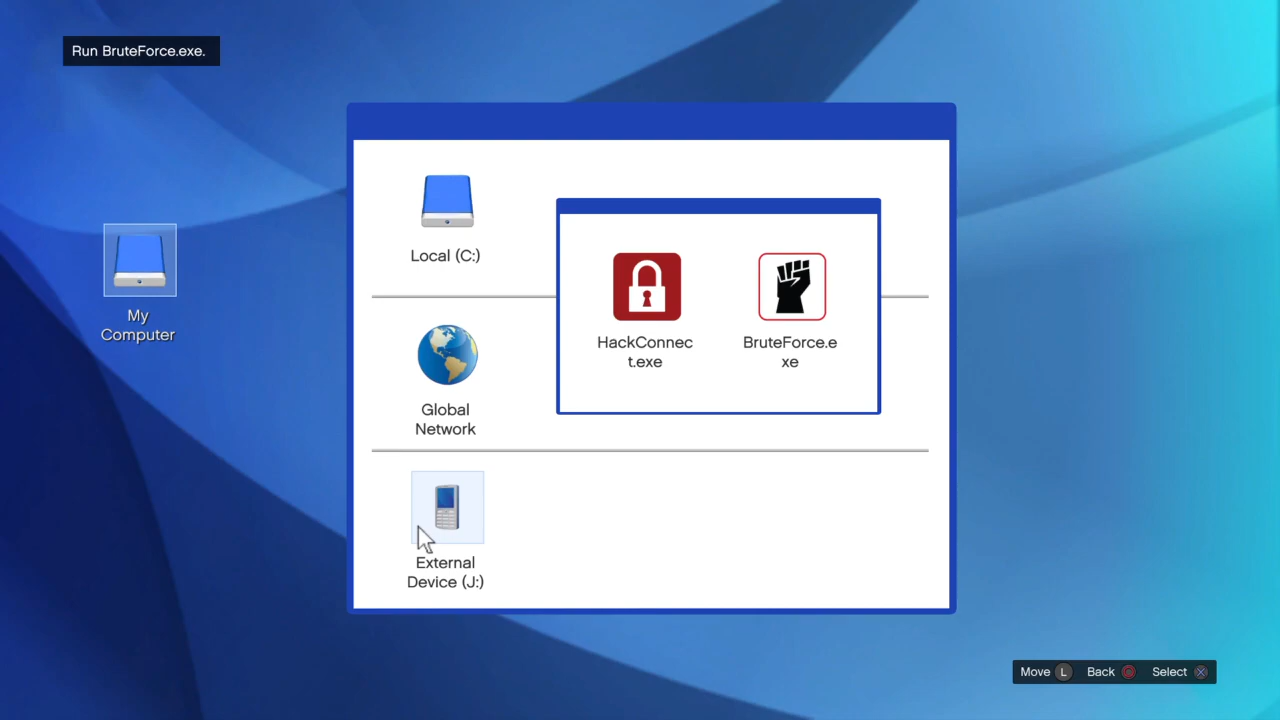 Run BruteForce.exe.
My
Computer
Local (C:)
HackConnec
t.exe
BruteForce.e
xe
Global
Network
External
Device (J:)
Move L Back Select